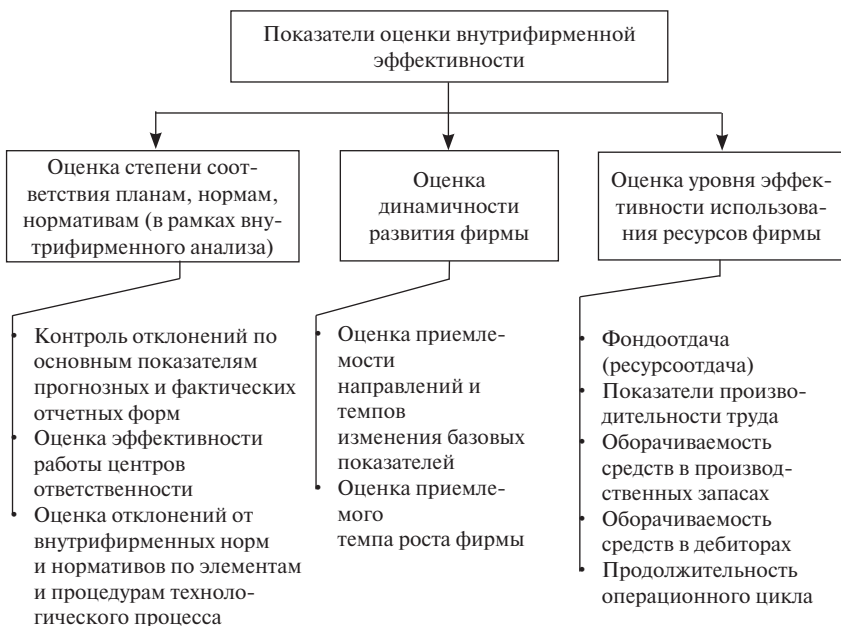 Показатели оценки внутрифирменной
эффективности
Оценка степени соот-
ветствия планам, нормам,
нормативам (в рамках вну-
трифирменного анализа)
Оценка
динамичности
развития фирмы
Оценка уровня эффек-
тивности использова-
ния ресурсов фирмы
• Контроль отклонений по
основным показателям
прогнозных и фактических
отчетных форм
• Оценка эффективности
работы центров
ответственности
• Оценка отклонений от
внутрифирменных норм
и нормативов по элементам
и процедурам техноло-
гического процесса
• Оценка приемле-
мости
направлений и
темпов
изменения базовых
показателей
• Оценка приемле-
мого
темпа роста фирмы
• Фондоотдача
(ресурсоотдача)
• Показатели произво-
дительности труда
• Оборачиваемость
средств в производ-
ственных запасах
• Оборачиваемость
средств в дебиторах
• Продолжительность
операционного цикла